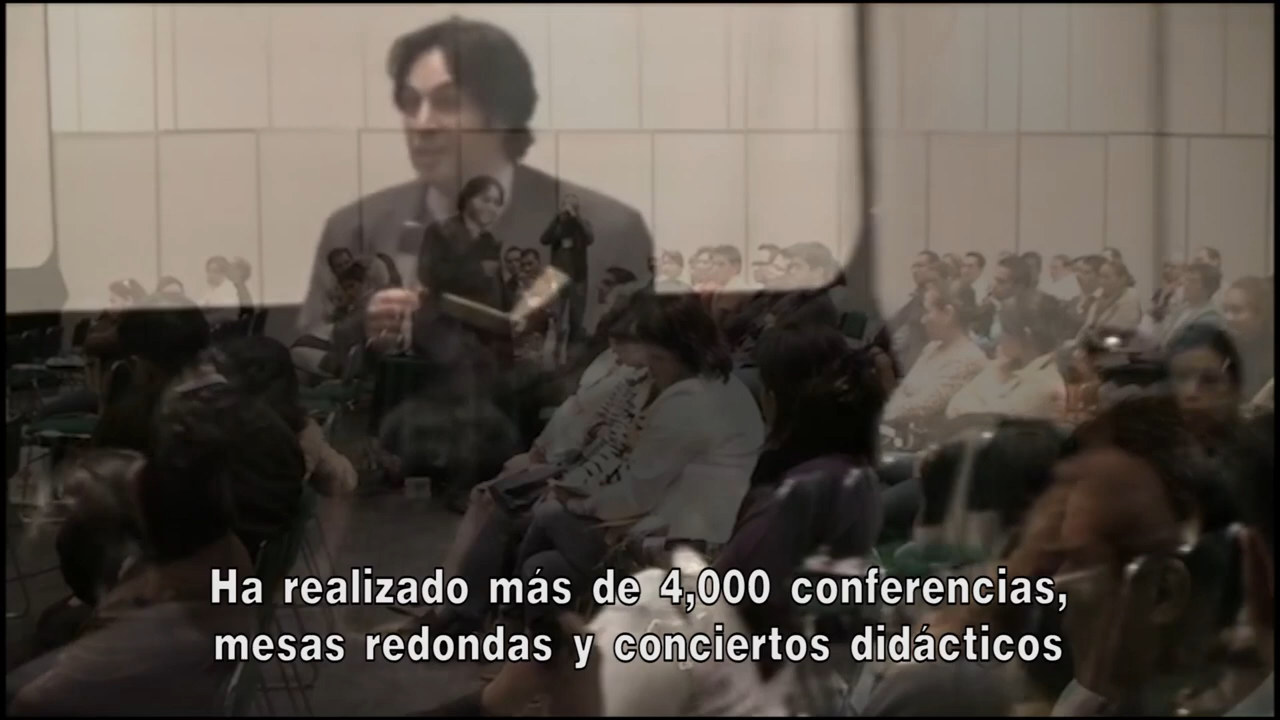 Ha realizado más de 4,000 conferencias,
mesas redondas y conciertos didácticos